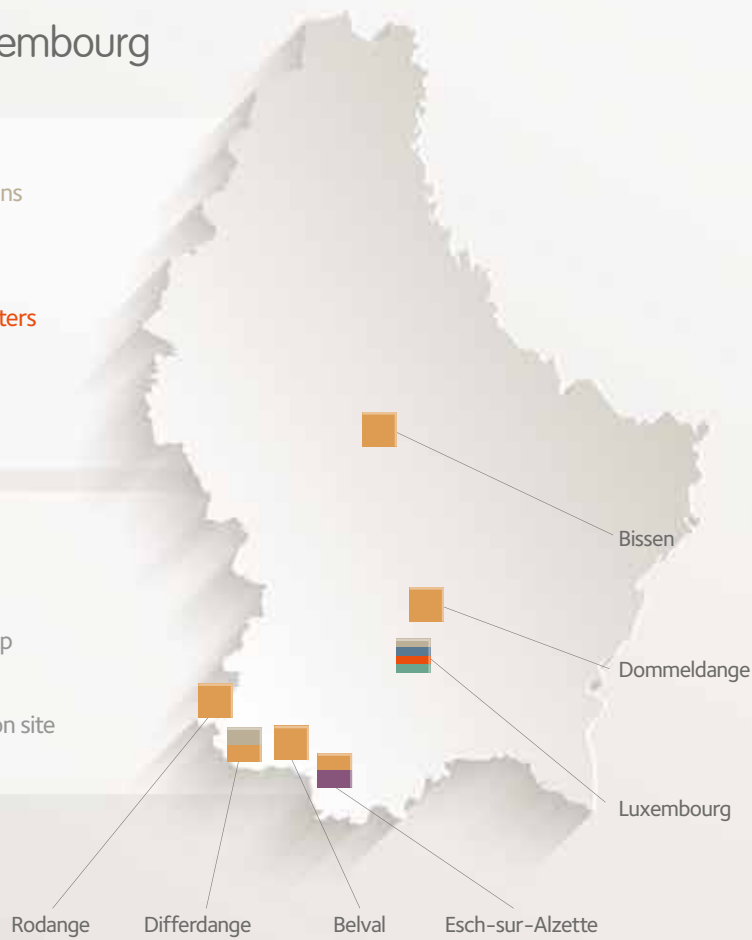 embourg
ns
ters
p
on site
Bissen
Dommeldange
Luxembourg
Rodange
Differdange
Belval
Esch-sur-Alzette